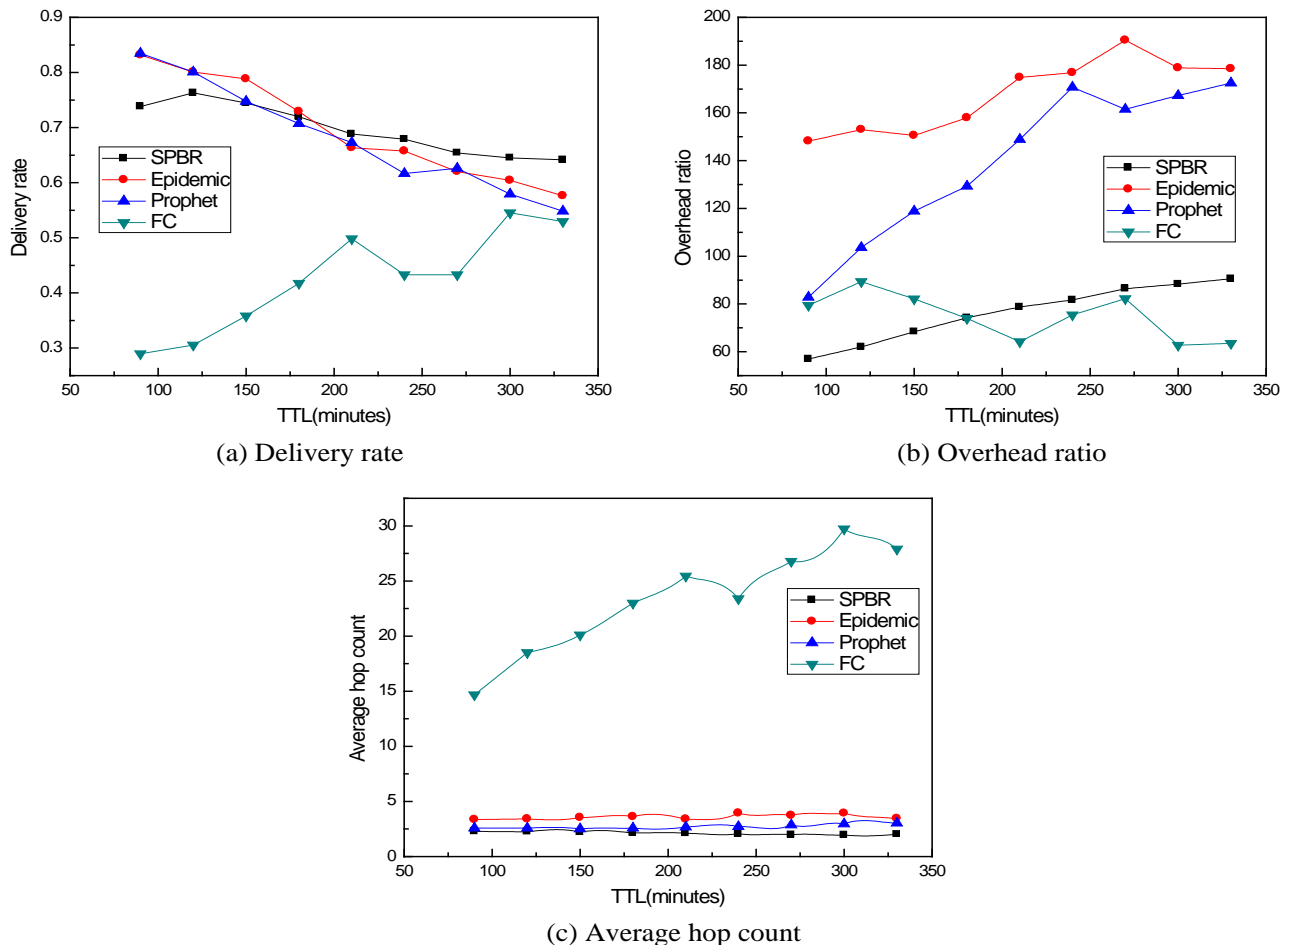 0.9
0.8
0.7
0.6
0.5
0.4
0.3
Delivery rate
SPBR
Epidemic
Prophet
FC
50 100 150 200 250 300 350
TTL(minutes)
(a) Delivery rate
200
180
160
140
120
100
80
60
Overhead ratio
SPBR
Epidemic
Prophet
FC
50 100 150 200 250 300 350
TTL(minutes)
(b) Overhead ratio
30
25
20
15
10
5
0
Average hop count
SPBR
Epidemic
Prophet
FC
50 100 150 200 250 300 350
TTL(minutes)
(c) Average hop count